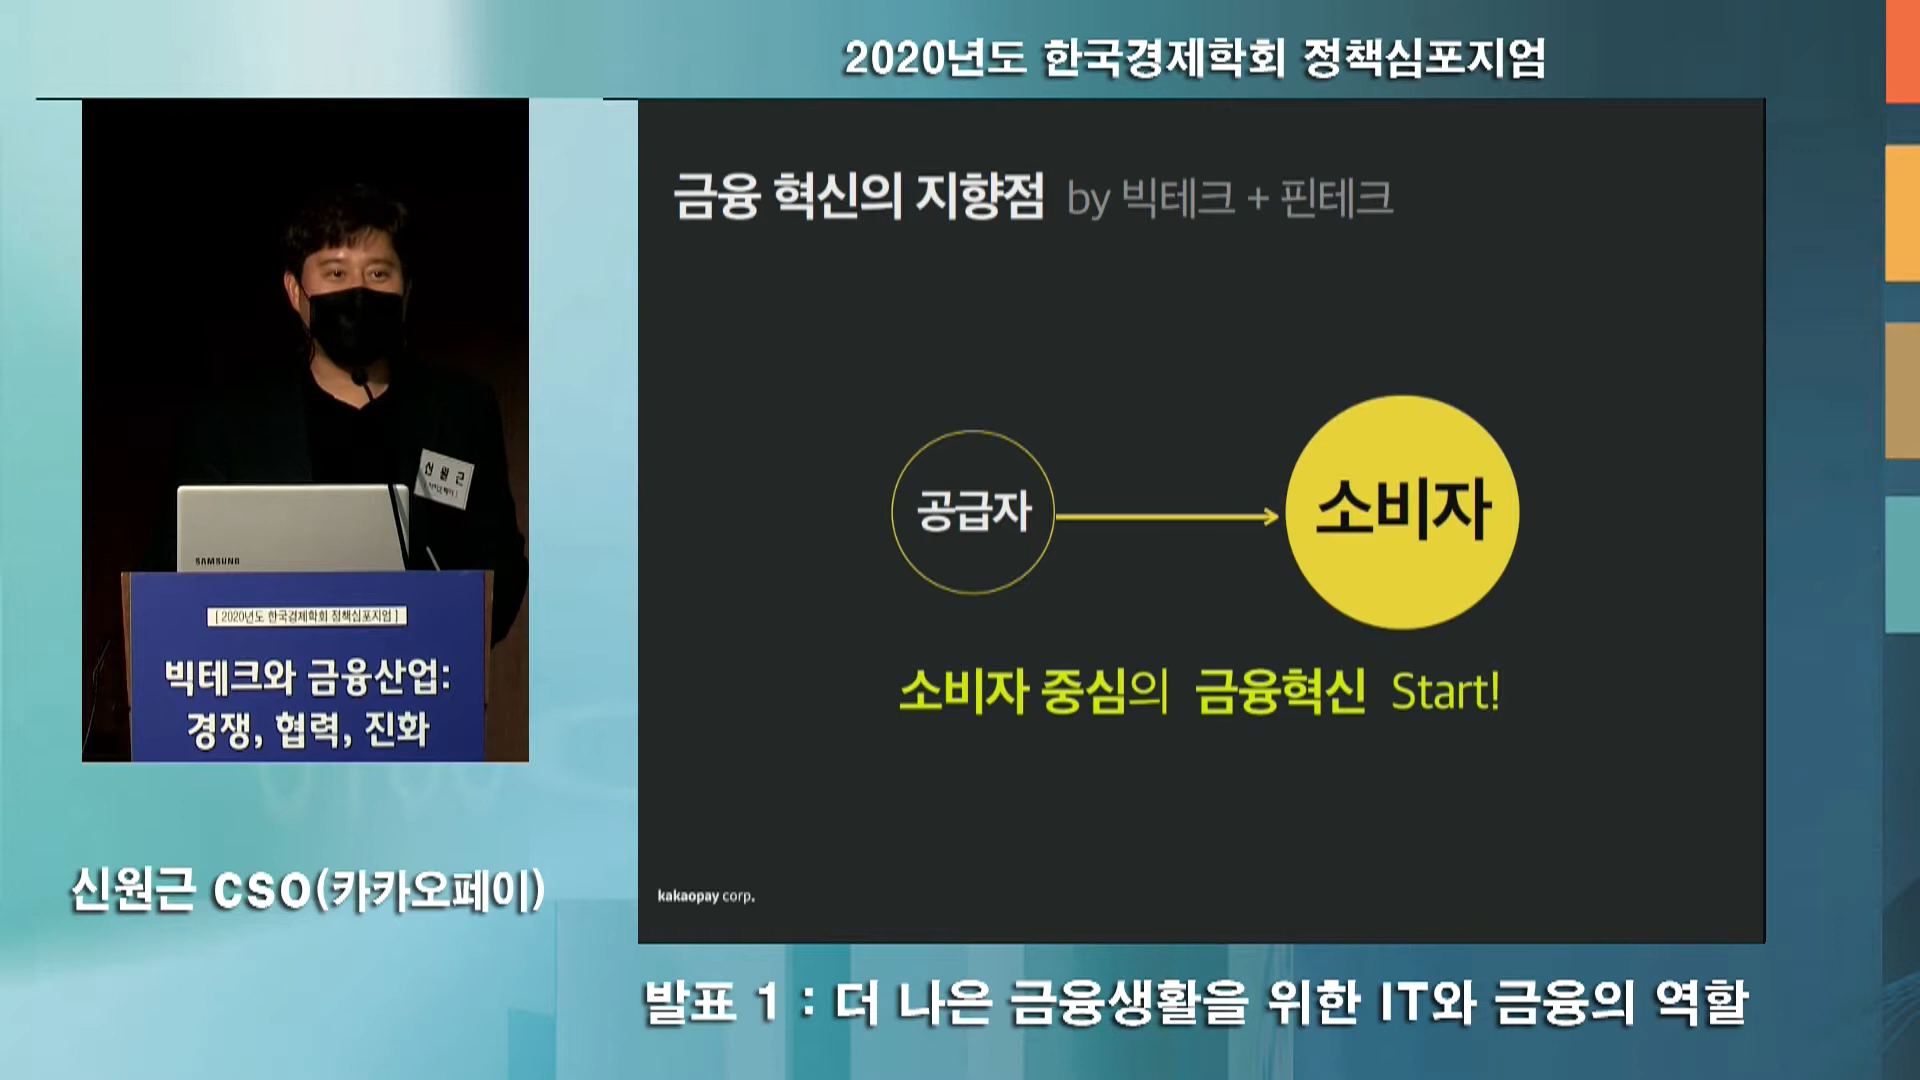 2020년도 한국경제학회 정책심포지엄
금융 혁신의 지향점 by 빅테크 + 핀테크
공급자
소비자
소비자 중심의 금융혁신 Start!
kakaopay corp.
신원근
SAMSUNG
[ 2020년도 한국경제학회 정책심포지엄 ]
빅테크와 금융산업:
경쟁, 협력, 진화
신원근 CSO(카카오페이)
발표 1 : 더 나은 금융생활을 위한 IT와 금융의 역할